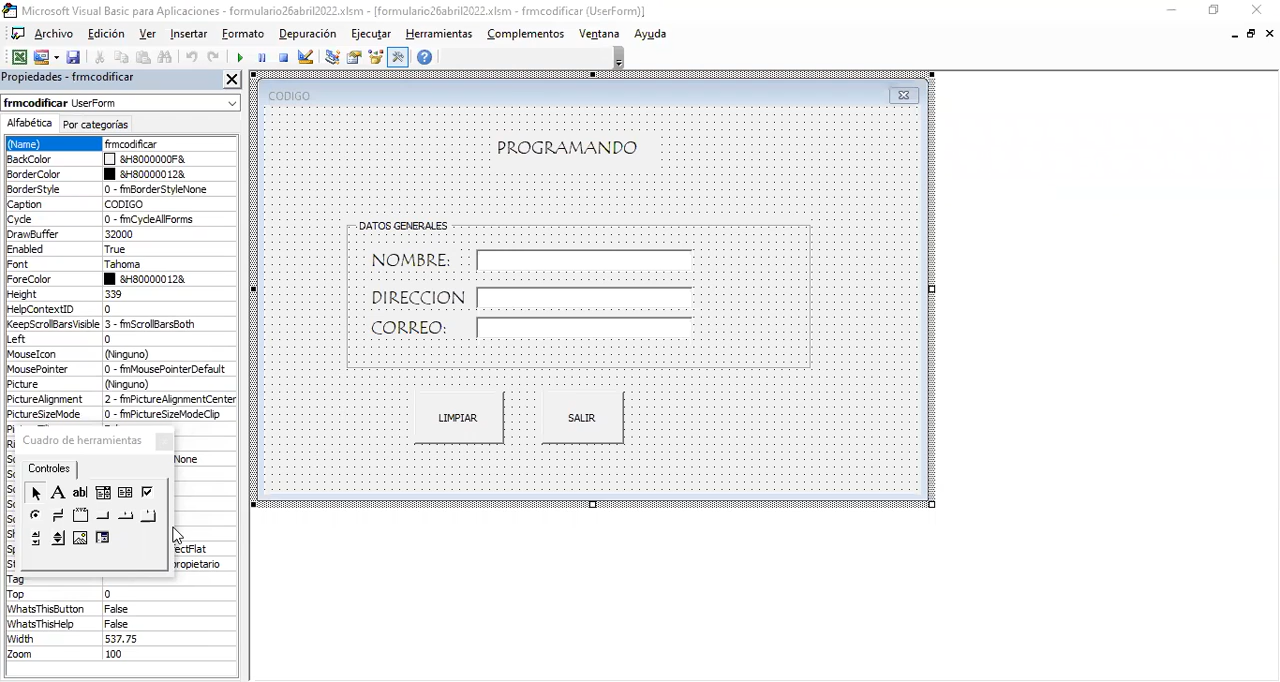 Microsoft Visual Basic para Aplicaciones - formulario26abril2022.xlsm - [formulario26abril2022.xlsm - frmcodificar (UserForm)]
Archivo Edición Ver Insertar Formato Depuración Ejecutar Herramientas Complementos Ventana Ayuda
Propiedades - frmcodificar
frmcodificar UserForm
Alfabética Por categorías
(Name) frmcodificar
BackColor &H8000000F&
BorderColor &H80000012&
BorderStyle 0 - fmBorderStyleNone
Caption CODIGO
Cycle 0 - fmCycleAllForms
DrawBuffer 32000
Enabled True
Font Tahoma
ForeColor &H80000012&
Height 339
HelpContextID 0
KeepScrollBarsVisible 3 - fmScrollBarsBoth
Left 0
MouseIcon (Ninguno)
MousePointer 0 - fmMousePointerDefault
Picture (Ninguno)
PictureAlignment 2 - fmPictureAlignmentCenter
PictureSizeMode 0 - fmPictureSizeModeClip
Cuadro de herramientas
Controles
A ab|
XYZ
None
ectFlat
ropietario
Tag
Top 0
WhatsThisButton False
WhatsThisHelp False
Width 537.75
Zoom 100
CODIGO
PROGRAMANDO
DATOS GENERALES
NOMBRE:
DIRECCION
CORREO:
LIMPIAR SALIR